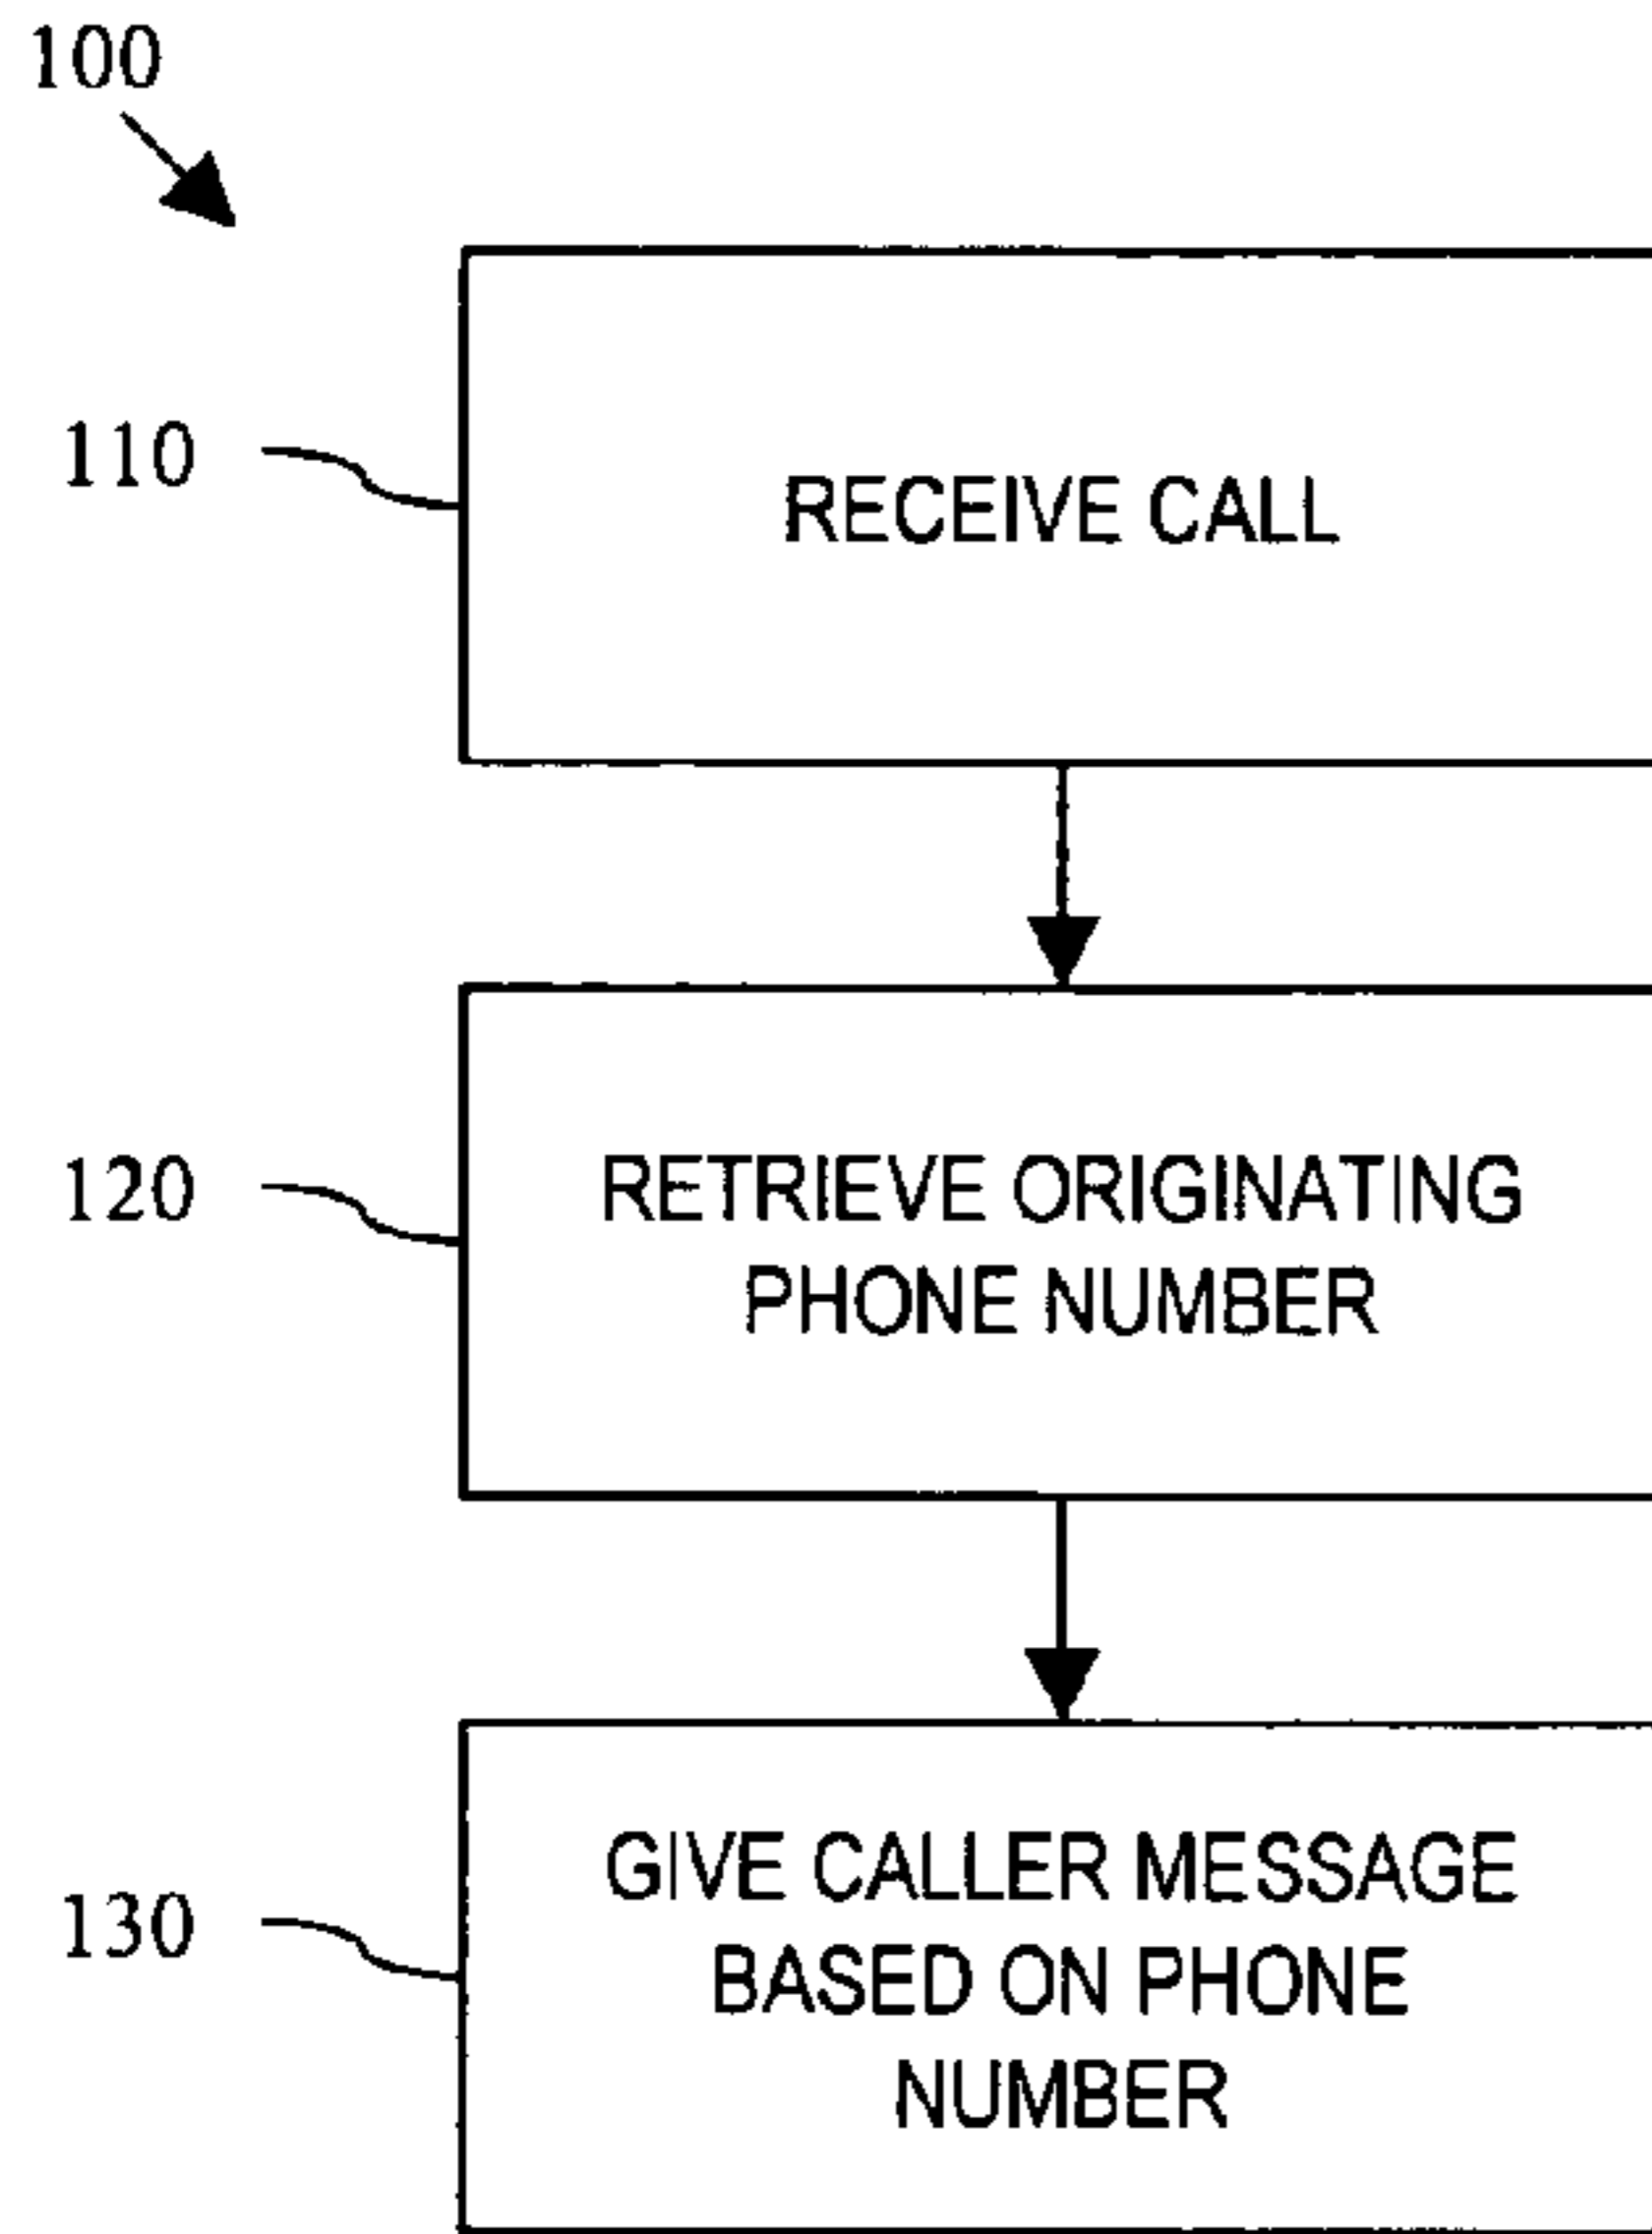 100
110
RECEIVE CALL
120
RETRIEVE ORIGINATING
PHONE NUMBER
130
GIVE CALLER MESSAGE
BASED ON PHONE
NUMBER